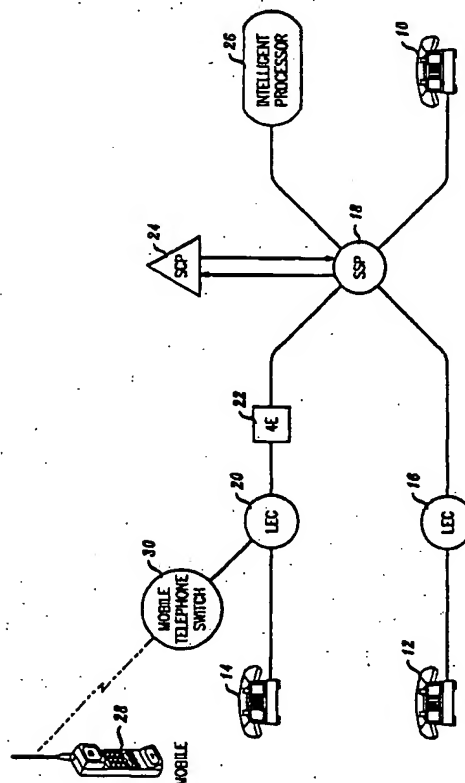 28
MOBILE
30
MOBILE
TELEPHONE
SWITCH
24
SCP
14
20
LEC
22
4E
26
INTELLIGENT
PROCESSOR
18
SSP
12
16
LEC
10